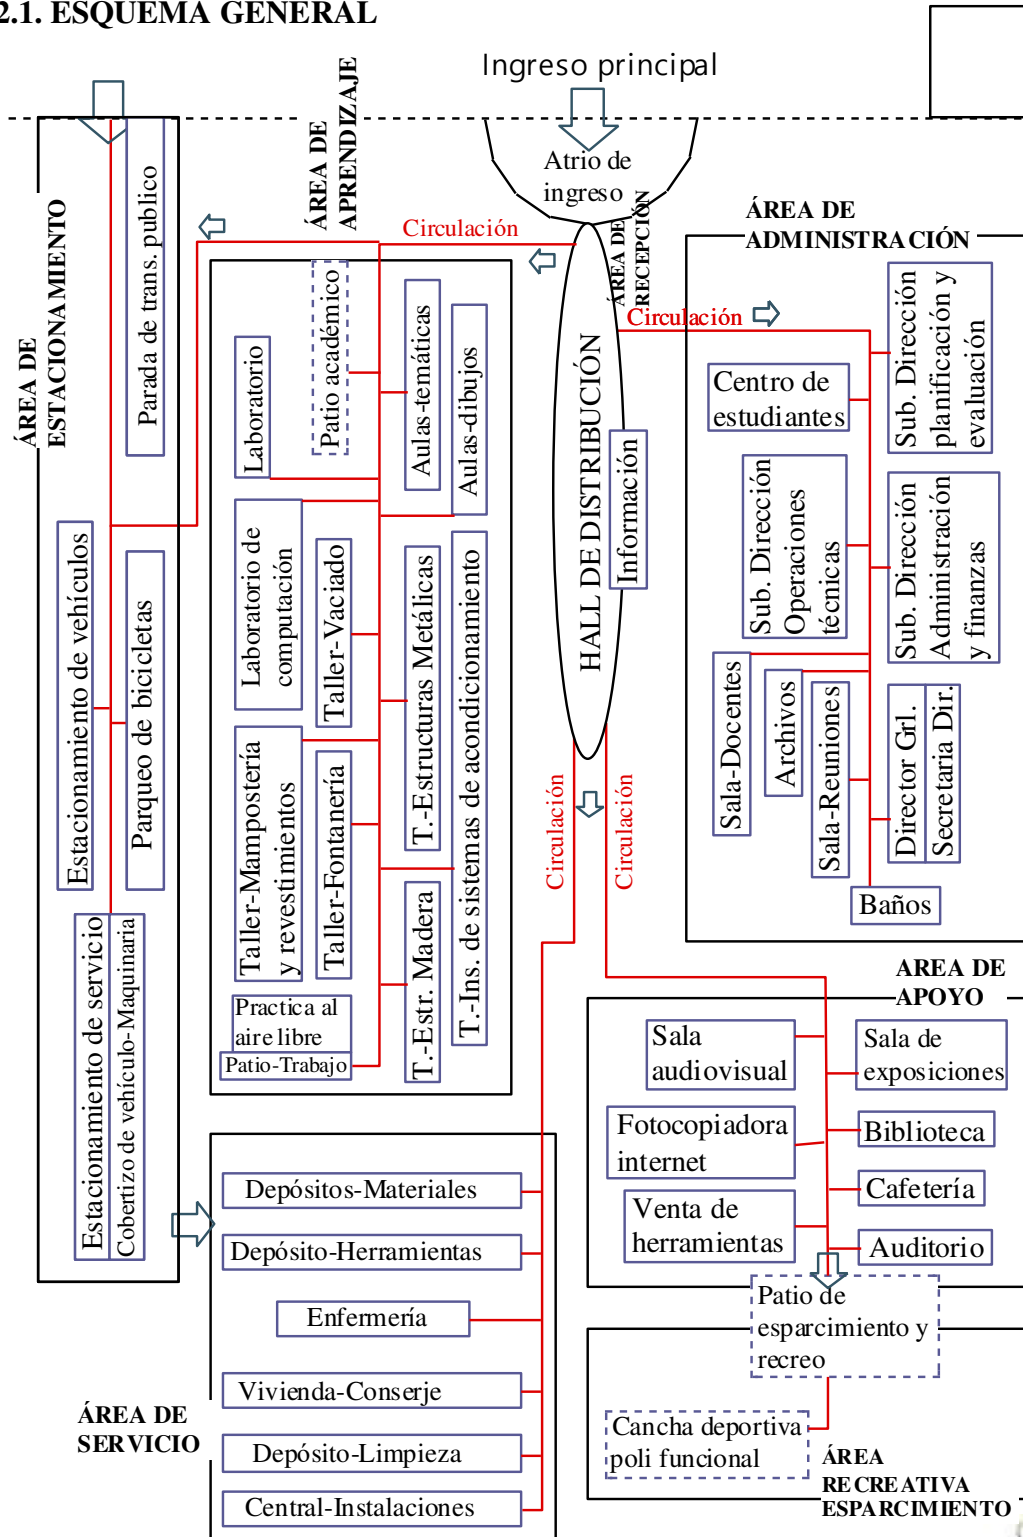 2.1. ESQUEMA GENERAL
Ingreso principal
Atrio de
ingreso
ÁREA DE
RECEPCIÓN
HALL DE DISTRIBUCIÓN
Información
Circulación
Circulación
Circulación
Circulación
ÁREA DE
ESTACIONAMIENTO
Parada de trans. publico
Estacionamiento de vehículos
Parqueo de bicicletas
Estacionamiento de servicio
Cobertizo de vehículo-Maquinaria
ÁREA DE
APRENDIZAJE
Patio académico
Laboratorio
Aulas-temáticas
Aulas-dibujos
Laboratorio de
computación
Taller-Vaciado
T.-Estructuras Metálicas
T.-Ins. de sistemas de acondicionamiento
Taller-Mampostería
y revestimientos
Taller-Fontanería
T.-Estr. Madera
Practica al
aire libre
Patio-Trabajo
ÁREA DE
ADMINISTRACIÓN
Sub. Dirección
planificación y
evaluación
Centro de
estudiantes
Sub. Dirección
Operaciones
técnicas
Sub. Dirección
Administración
y finanzas
Sala-Docentes
Archivos
Sala-Reuniones
Director Grl.
Secretaria Dir.
Baños
AREA DE
APOYO
Sala
audiovisual
Sala de
exposiciones
Fotocopiadora
internet
Biblioteca
Cafetería
Venta de
herramientas
Auditorio
Patio de
esparcimiento y
recreo
Cancha deportiva
poli funcional
ÁREA
RECREATIVA
ESPARCIMIENTO
ÁREA DE
SERVICIO
Depósitos-Materiales
Depósito-Herramientas
Enfermería
Vivienda-Conserje
Depósito-Limpieza
Central-Instalaciones